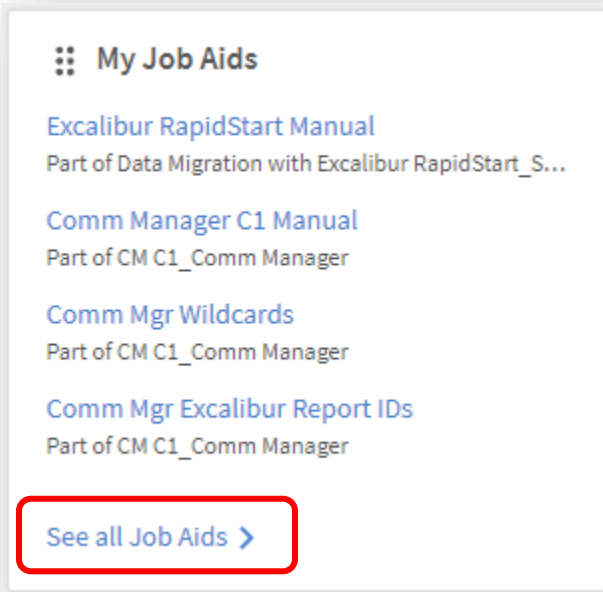 My Job Aids
Excalibur RapidStart Manual
Part of Data Migration with Excalibur RapidStart_S...
Comm Manager C1 Manual
Part of CM C1_Comm Manager
Comm Mgr Wildcards
Part of CM C1_Comm Manager
Comm Mgr Excalibur Report IDs
Part of CM C1_Comm Manager
See all Job Aids